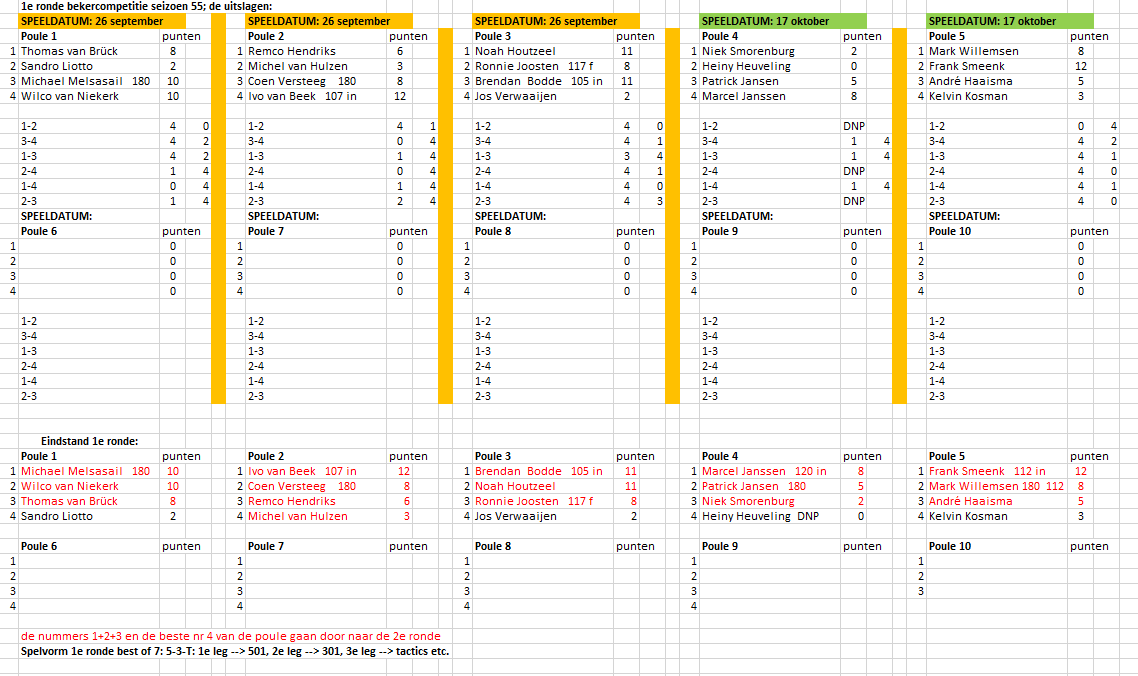 1e ronde bekercompetitie seizoen 55; de uitslagen:
SPEELDATUM: 26 september SPEELDATUM: 26 september SPEELDATUM: 26 september SPEELDATUM: 17 oktober SPEELDATUM: 17 oktober
Poule 1 punten Poule 2 punten Poule 3 punten Poule 4 punten Poule 5 punten
1 Thomas van Brück 8 1 Remco Hendriks 6 1 Noah Houtzeel 11 1 Niek Smorenburg 2 1 Mark Willemsen 8
2 Sandro Liotto 2 2 Michel van Hulzen 3 2 Ronnie Joosten 117 f 8 2 Heiny Heuveling 0 2 Frank Smeenk 12
3 Michael Melsasail 180 10 3 Coen Versteeg 180 8 3 Brendan Bodde 105 in 11 3 Patrick Jansen 5 3 André Haaisma 5
4 Wilco van Niekerk 10 4 Ivo van Beek 107 in 12 4 Jos Verwaaijen 2 4 Marcel Janssen 8 4 Kelvin Kosman 3
1-2 4 0 1-2 4 1 1-2 4 0 1-2 DNP 1-2 0 4
3-4 4 2 3-4 0 4 3-4 4 1 3-4 1 4 3-4 4 2
1-3 4 2 1-3 1 4 1-3 3 4 1-3 1 4 1-3 4 1
2-4 1 4 2-4 0 4 2-4 4 1 2-4 DNP 2-4 4 0
1-4 0 4 1-4 1 4 1-4 4 0 1-4 1 4 1-4 4 1
2-3 1 4 2-3 2 4 2-3 4 3 2-3 DNP 2-3 4 0
SPEELDATUM: SPEELDATUM: SPEELDATUM: SPEELDATUM: SPEELDATUM:
Poule 6 punten Poule 7 punten Poule 8 punten Poule 9 punten Poule 10 punten
1 0 1 0 1 0 1 0 1 0
2 0 2 0 2 0 2 0 2 0
3 0 3 0 3 0 3 0 3 0
4 0 4 0 4 0 4 0 4 0
1-2 1-2 1-2 1-2 1-2
3-4 3-4 3-4 3-4 3-4
1-3 1-3 1-3 1-3 1-3
2-4 2-4 2-4 2-4 2-4
1-4 1-4 1-4 1-4 1-4
2-3 2-3 2-3 2-3 2-3
Eindstand 1e ronde:
Poule 1 punten Poule 2 punten Poule 3 punten Poule 4 punten Poule 5 punten
1 Michael Melsasail 180 10 1 Ivo van Beek 107 in 12 1 Brendan Bodde 105 in 11 1 Marcel Janssen 120 in 8 1 Frank Smeenk 112 in 12
2 Wilco van Niekerk 10 2 Coen Versteeg 180 8 2 Noah Houtzeel 11 2 Patrick Jansen 180 5 2 Mark Willemsen 180 112 8
3 Thomas van Brück 8 3 Remco Hendriks 6 3 Ronnie Joosten 117 f 8 3 Niek Smorenburg 2 3 André Haaisma 5
4 Sandro Liotto 2 4 Michel van Hulzen 3 4 Jos Verwaaijen 2 4 Heiny Heuveling DNP 0 4 Kelvin Kosman 3
Poule 6 punten Poule 7 punten Poule 8 punten Poule 9 punten Poule 10 punten
1 1 1 1 1
2 2 2 2 2
3 3 3 3 3
4 4 4 4
de nummers 1+2+3 en de beste nr 4 van de poule gaan door naar de 2e ronde
Spelvorm 1e ronde best of 7: 5-3-T: 1e leg --> 501, 2e leg --> 301, 3e leg --> tactics etc.